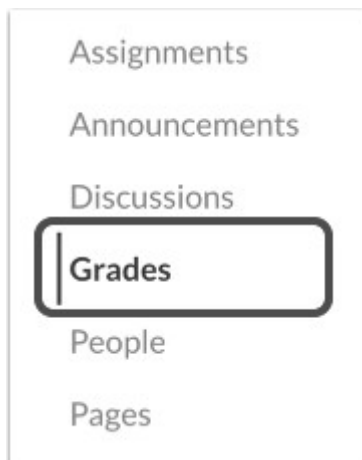 Assignments
Announcements
Discussions
Grades
People
Pages